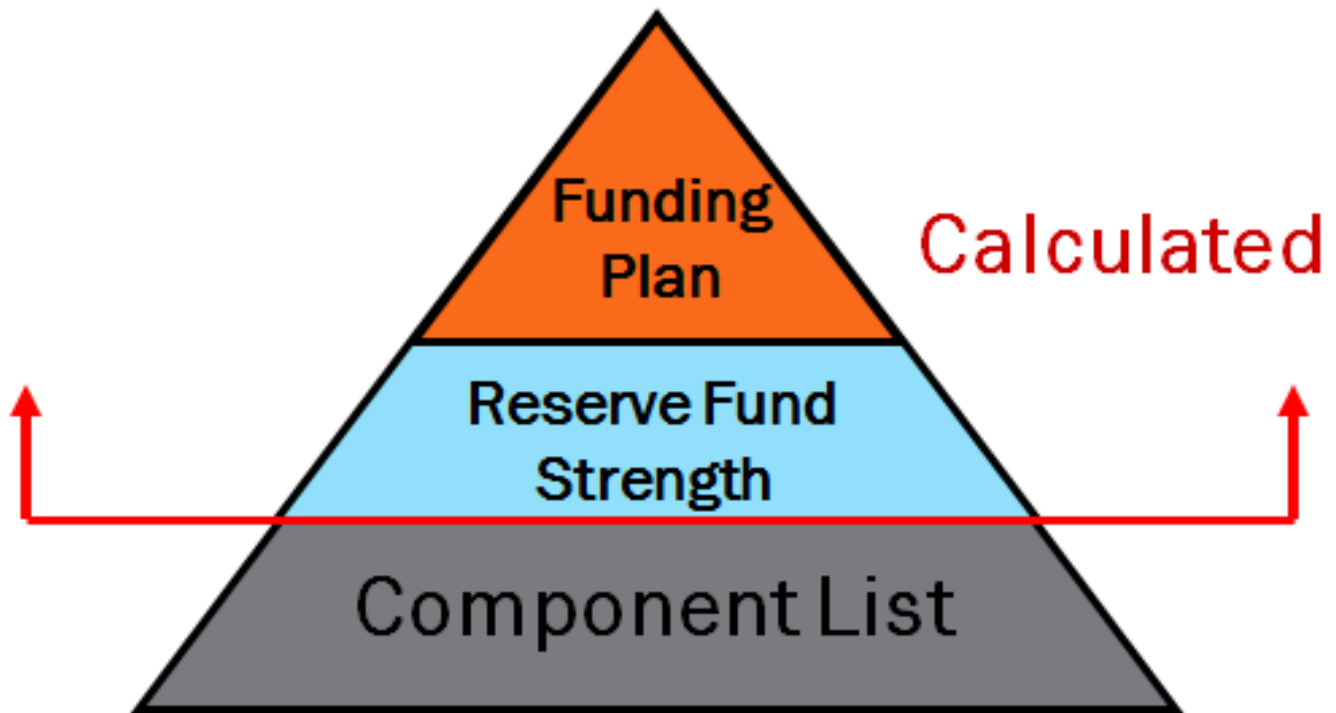 Funding
Plan
Calculated
Reserve Fund
Strength
Component List